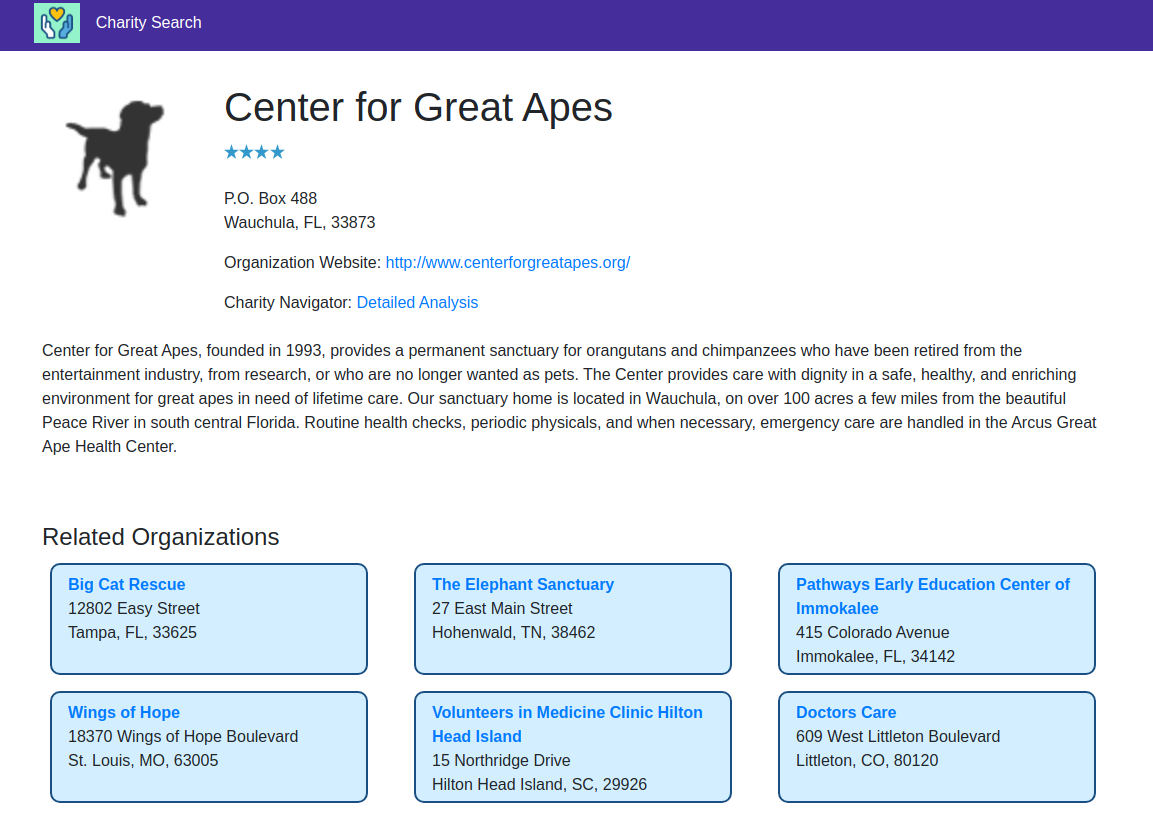 Charity Search
Center for Great Apes
★★★★
P.O. Box 488
Wauchula, FL, 33873
Organization Website: http://www.centerforgreatapes.org/
Charity Navigator: Detailed Analysis
Center for Great Apes, founded in 1993, provides a permanent sanctuary for orangutans and chimpanzees who have been retired from the
entertainment industry, from research, or who are no longer wanted as pets. The Center provides care with dignity in a safe, healthy, and enriching
environment for great apes in need of lifetime care. Our sanctuary home is located in Wauchula, on over 100 acres a few miles from the beautiful
Peace River in south central Florida. Routine health checks, periodic physicals, and when necessary, emergency care are handled in the Arcus Great
Ape Health Center.
Related Organizations
Big Cat Rescue
12802 Easy Street
Tampa, FL, 33625
The Elephant Sanctuary
27 East Main Street
Hohenwald, TN, 38462
Pathways Early Education Center of
Immokalee
415 Colorado Avenue
Immokalee, FL, 34142
Wings of Hope
18370 Wings of Hope Boulevard
St. Louis, MO, 63005
Volunteers in Medicine Clinic Hilton
Head Island
15 Northridge Drive
Hilton Head Island, SC, 29926
Doctors Care
609 West Littleton Boulevard
Littleton, CO, 80120